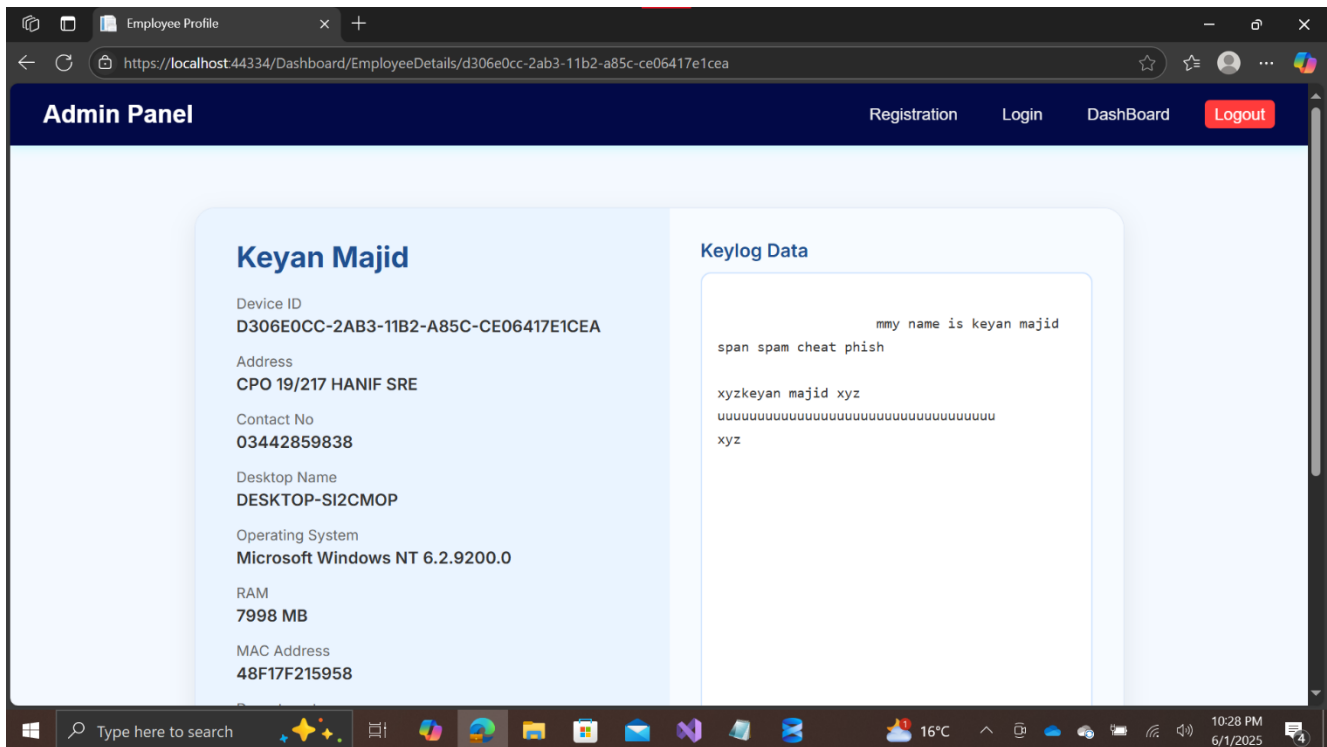 Employee Profile
https://localhost:44334/Dashboard/EmployeeDetails/d306e0cc-2ab3-11b2-a85c-ce06417e1cea
Admin Panel
Registration
Login
DashBoard
Logout
Keyan Majid
Device ID
D306E0CC-2AB3-11B2-A85C-CE06417E1CEA
Address
CPO 19/217 HANIF SRE
Contact No
03442859838
Desktop Name
DESKTOP-SI2CMOP
Operating System
Microsoft Windows NT 6.2.9200.0
RAM
7998 MB
MAC Address
48F17F215958
Keylog Data
mmy name is keyan majid
span spam cheat phish
xyzkeyan majid xyz
uuuuuuuuuuuuuuuuuuuuuuuuuuuuuuuuuuu
xyz
Type here to search
1
16°C
10:28 PM
6/1/2025
4